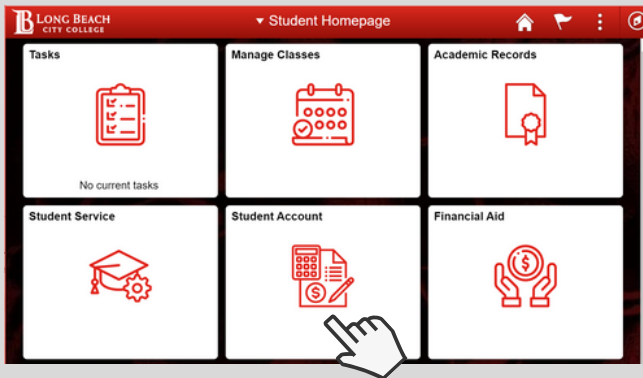 LONG BEACH
CITY COLLEGE
Student Homepage
Tasks
Manage Classes
Academic Records
No current tasks
Student Service
Student Account
Financial Aid